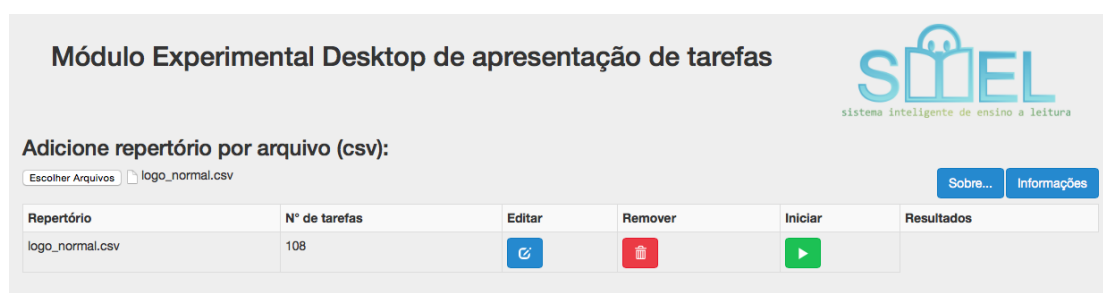 Módulo Experimental Desktop de apresentação de tarefas
SIEL
sistema inteligente de ensino a leitura
Adicione repertório por arquivo (csv):
Escolher Arquivos logo_normal.csv
Sobre... Informações
Repertório N° de tarefas Editar Remover Iniciar Resultados
logo_normal.csv 108